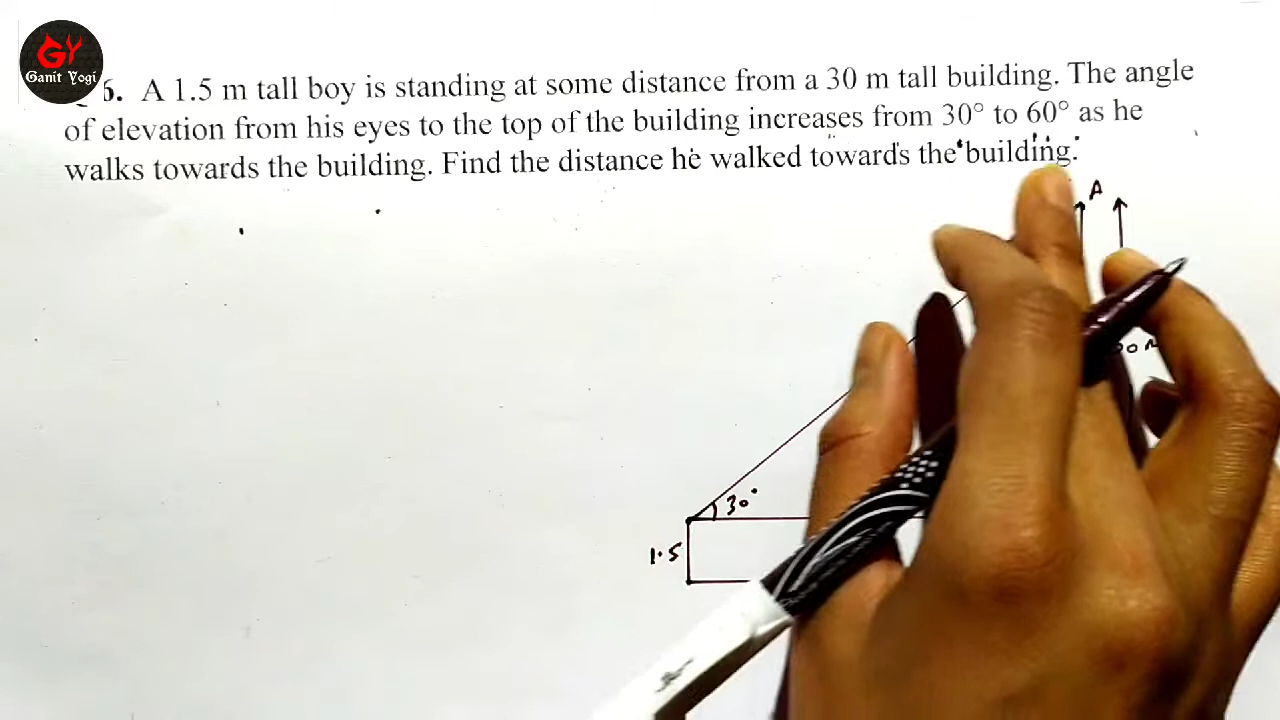 GY
Ganit Yogi
6. A 1.5 m tall boy is standing at some distance from a 30 m tall building. The angle
of elevation from his eyes to the top of the building increases from 30° to 60° as he
walks towards the building. Find the distance he walked towards the building.
A
30°
1.5